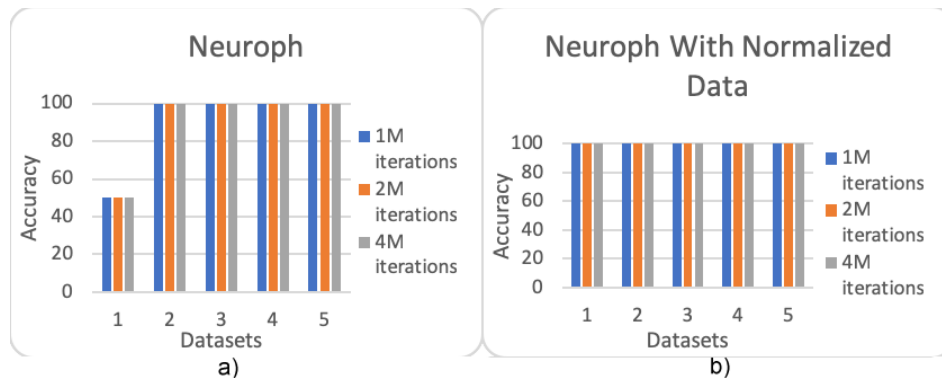 Neuroph
100
80
60
40
20
0
Accuracy
1 2 3 4 5
Datasets
1M
iterations
2M
iterations
4M
iterations
a)
Neuroph With Normalized
Data
100
80
60
40
20
0
Accuracy
1 2 3 4 5
Datasets
1M
iterations
2M
iterations
4M
iterations
b)